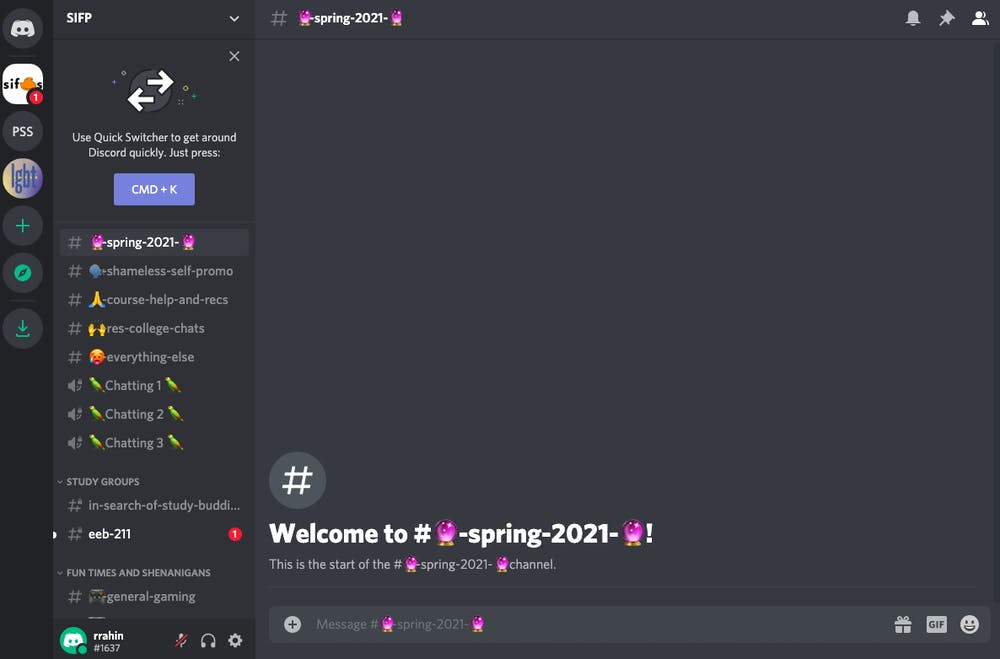 SIFP
# 🔮-spring-2021-🔮
sif s
1
Use Quick Switcher to get around
Discord quickly. Just press:
PSS
lgbt
CMD + K
# 🔮-spring-2021-🔮
# 🗣-shameless-self-promo
# 🙏-course-help-and-recs
# 🙌res-college-chats
# 🥵everything-else
🦜Chatting 1🦜
🦜Chatting 2🦜
🦜Chatting 3🦜
STUDY GROUPS
# in-search-of-study-buddi...
# eeb-211 1
#
Welcome to #🔮-spring-2021-🔮!
This is the start of the #🔮-spring-2021-🔮channel.
FUN TIMES AND SHENANIGANS
# 🎮general-gaming
Message #🔮-spring-2021-🔮
GIF
rrahin
#1637